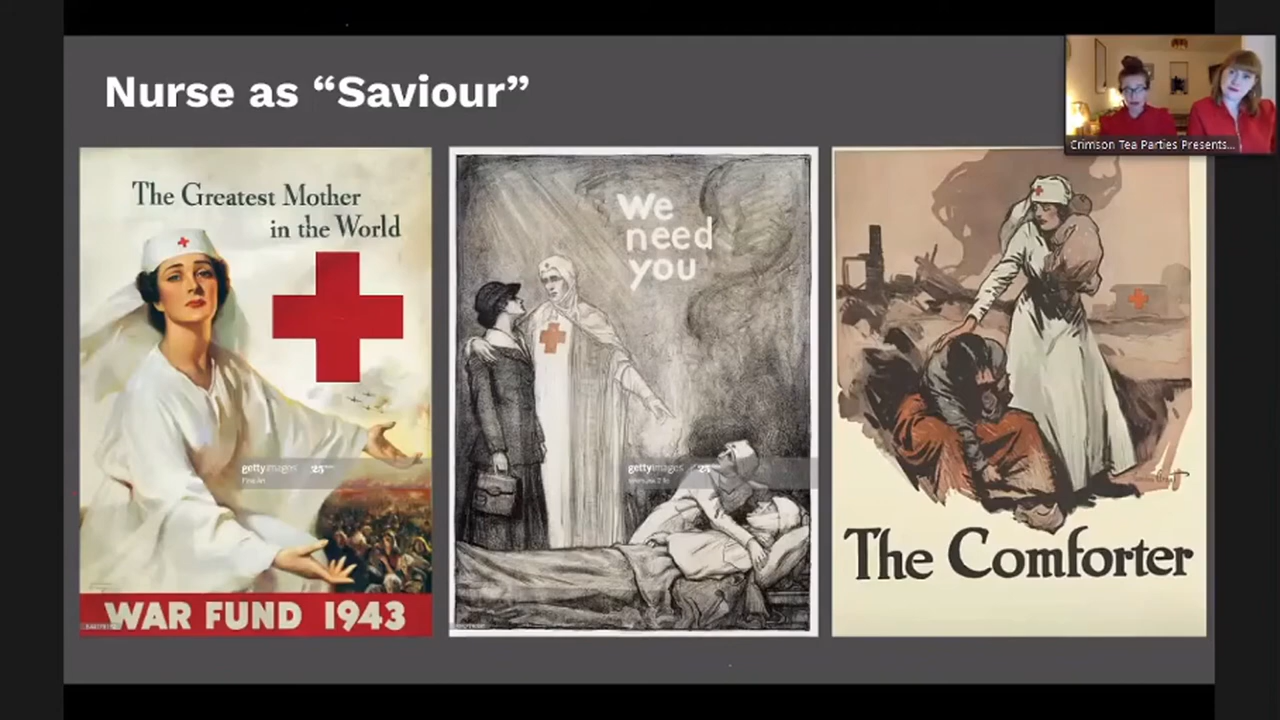 Nurse as “Saviour”
Crimson Tea Parties Presents...
The Greatest Mother
in the World
gettyimages
Fine Art
WAR FUND 1943
We
need
you
gettyimages
The Comforter